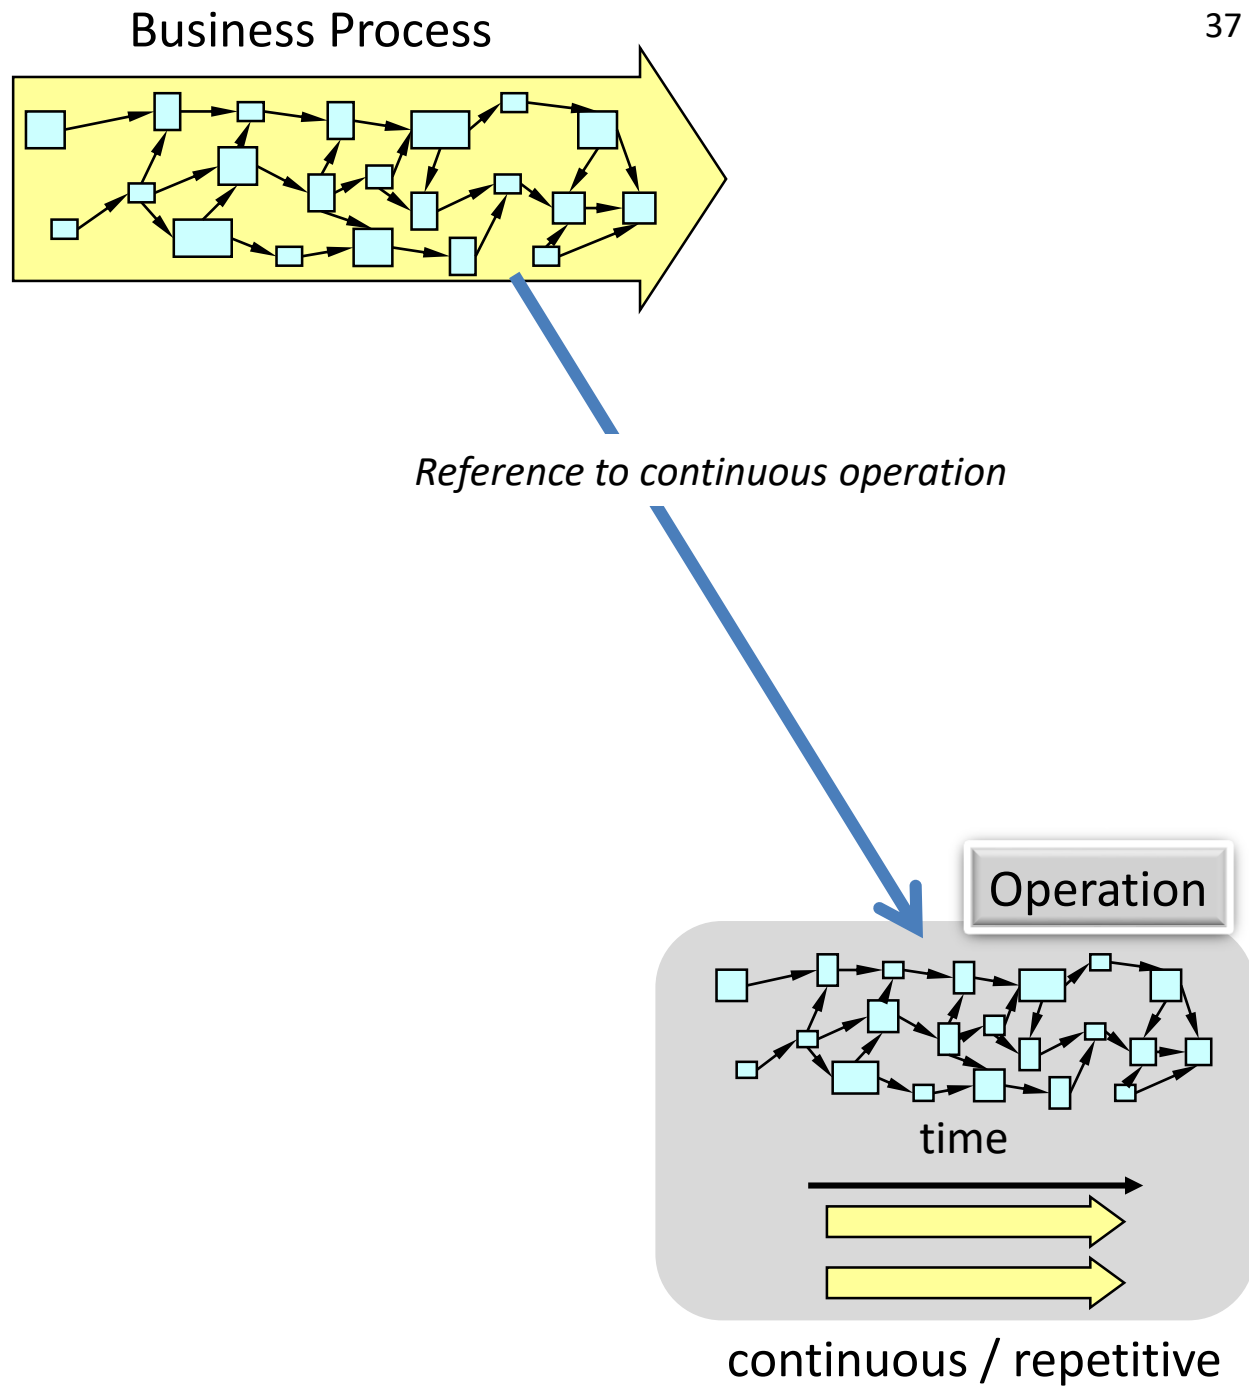 Business Process
37
Reference to continuous operation
Operation
time
continuous / repetitive